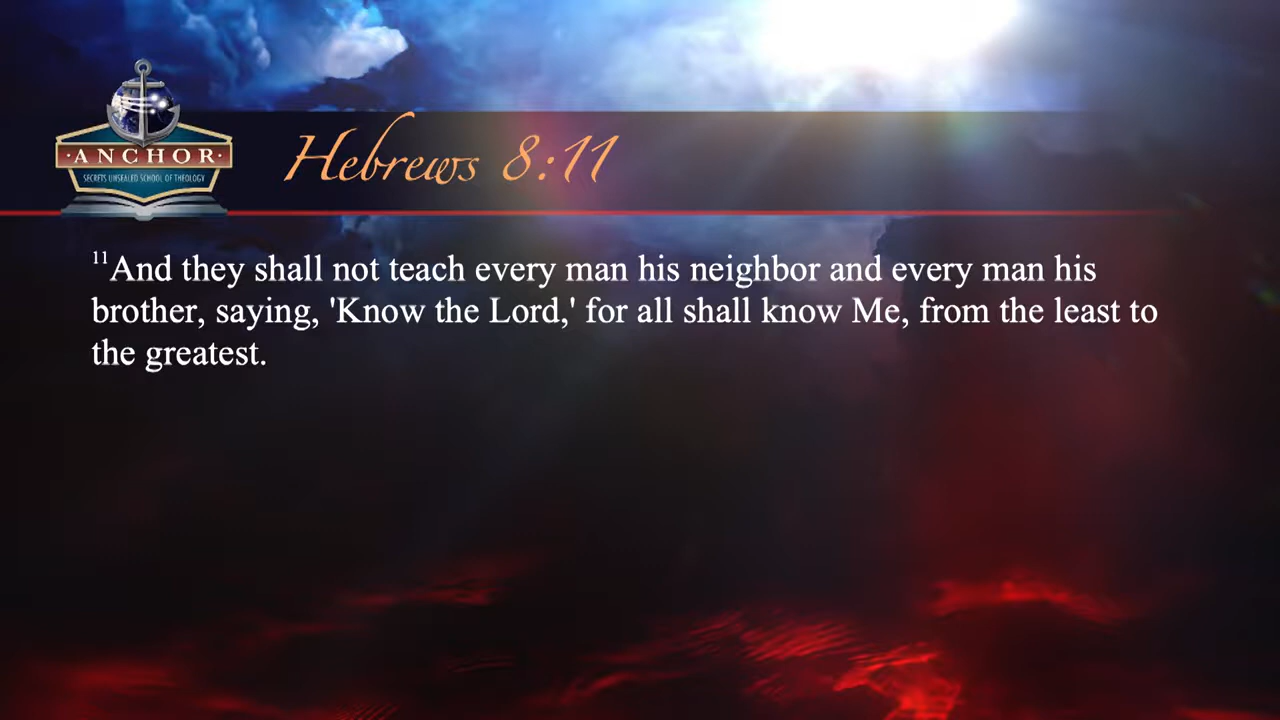 ·ANCHOR·
SECRETS UNSEALED SCHOOL OF THEOLOGY
Hebrews 8:11
11And they shall not teach every man his neighbor and every man his
brother, saying, 'Know the Lord,' for all shall know Me, from the least to
the greatest.